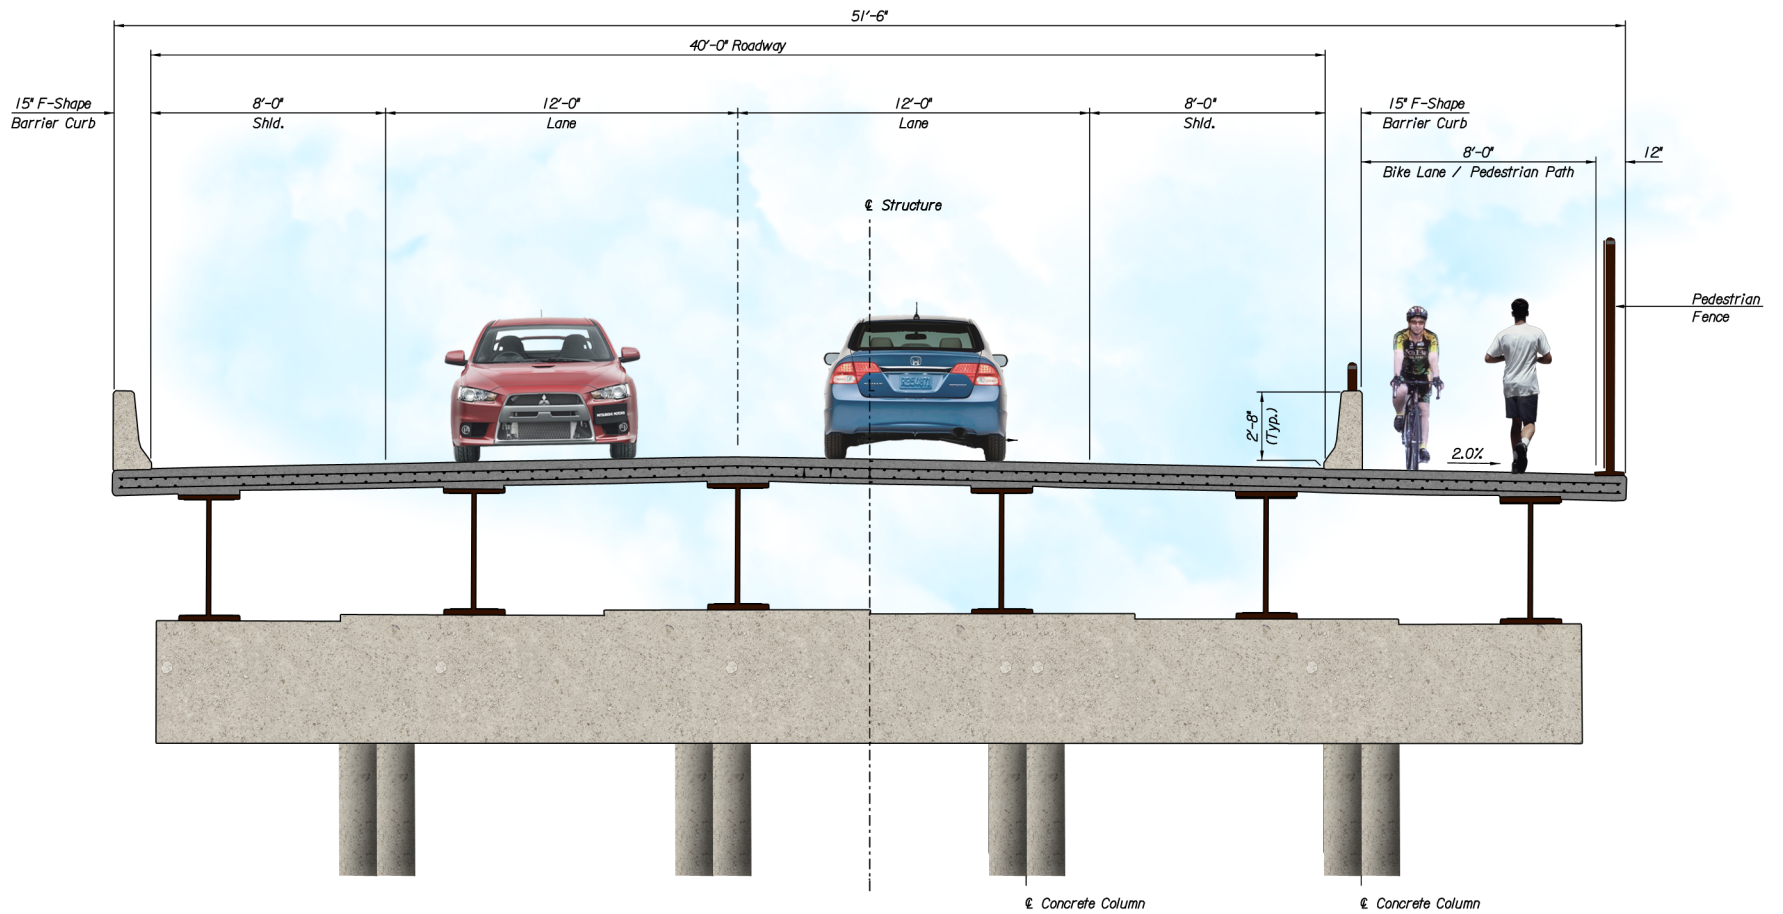 51'-6"
40'-0" Roadway
15" F-Shape
Barrier Curb
8'-0"
Shld.
12'-0"
Lane
12'-0"
Lane
8'-0"
Shld.
15" F-Shape
Barrier Curb
8'-0"
Bike Lane / Pedestrian Path
12"
℄ Structure
Pedestrian
Fence
2'-8"
(Typ.)
2.0%
℄ Concrete Column
℄ Concrete Column